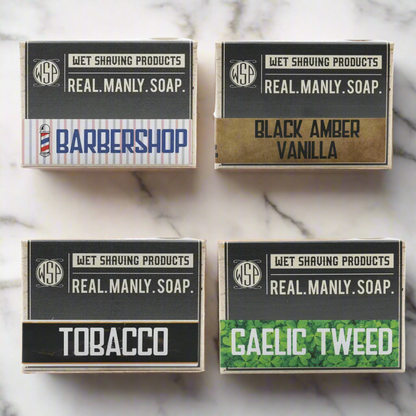 WSP
WET SHAVING PRODUCTS
REAL.MANLY.SOAP.
BARBERSHOP
WSP
WET SHAVING PRODUCTS
REAL.MANLY.SOAP.
BLACK AMBER
VANILLA
WSP
WET SHAVING PRODUCTS
REAL.MANLY.SOAP.
TOBACCO
WSP
WET SHAVING PRODUCTS
REAL.MANLY.SOAP.
GAELIC TWEED